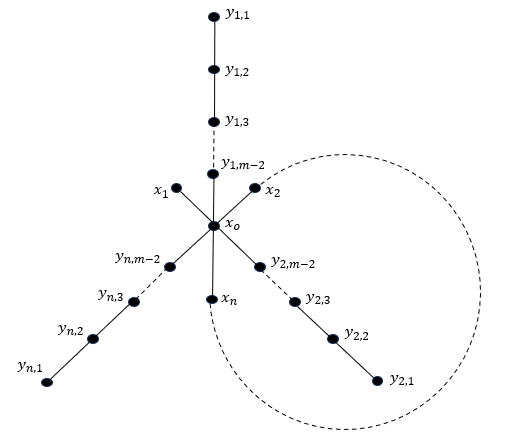 y₁,₁
y₁,₂
y₁,₃
y₁,ₘ₋₂
x₁
x₂
xₒ
yₙ,ₘ₋₂
y₂,ₘ₋₂
yₙ,₃
xₙ
y₂,₃
yₙ,₂
y₂,₂
yₙ,₁
y₂,₁